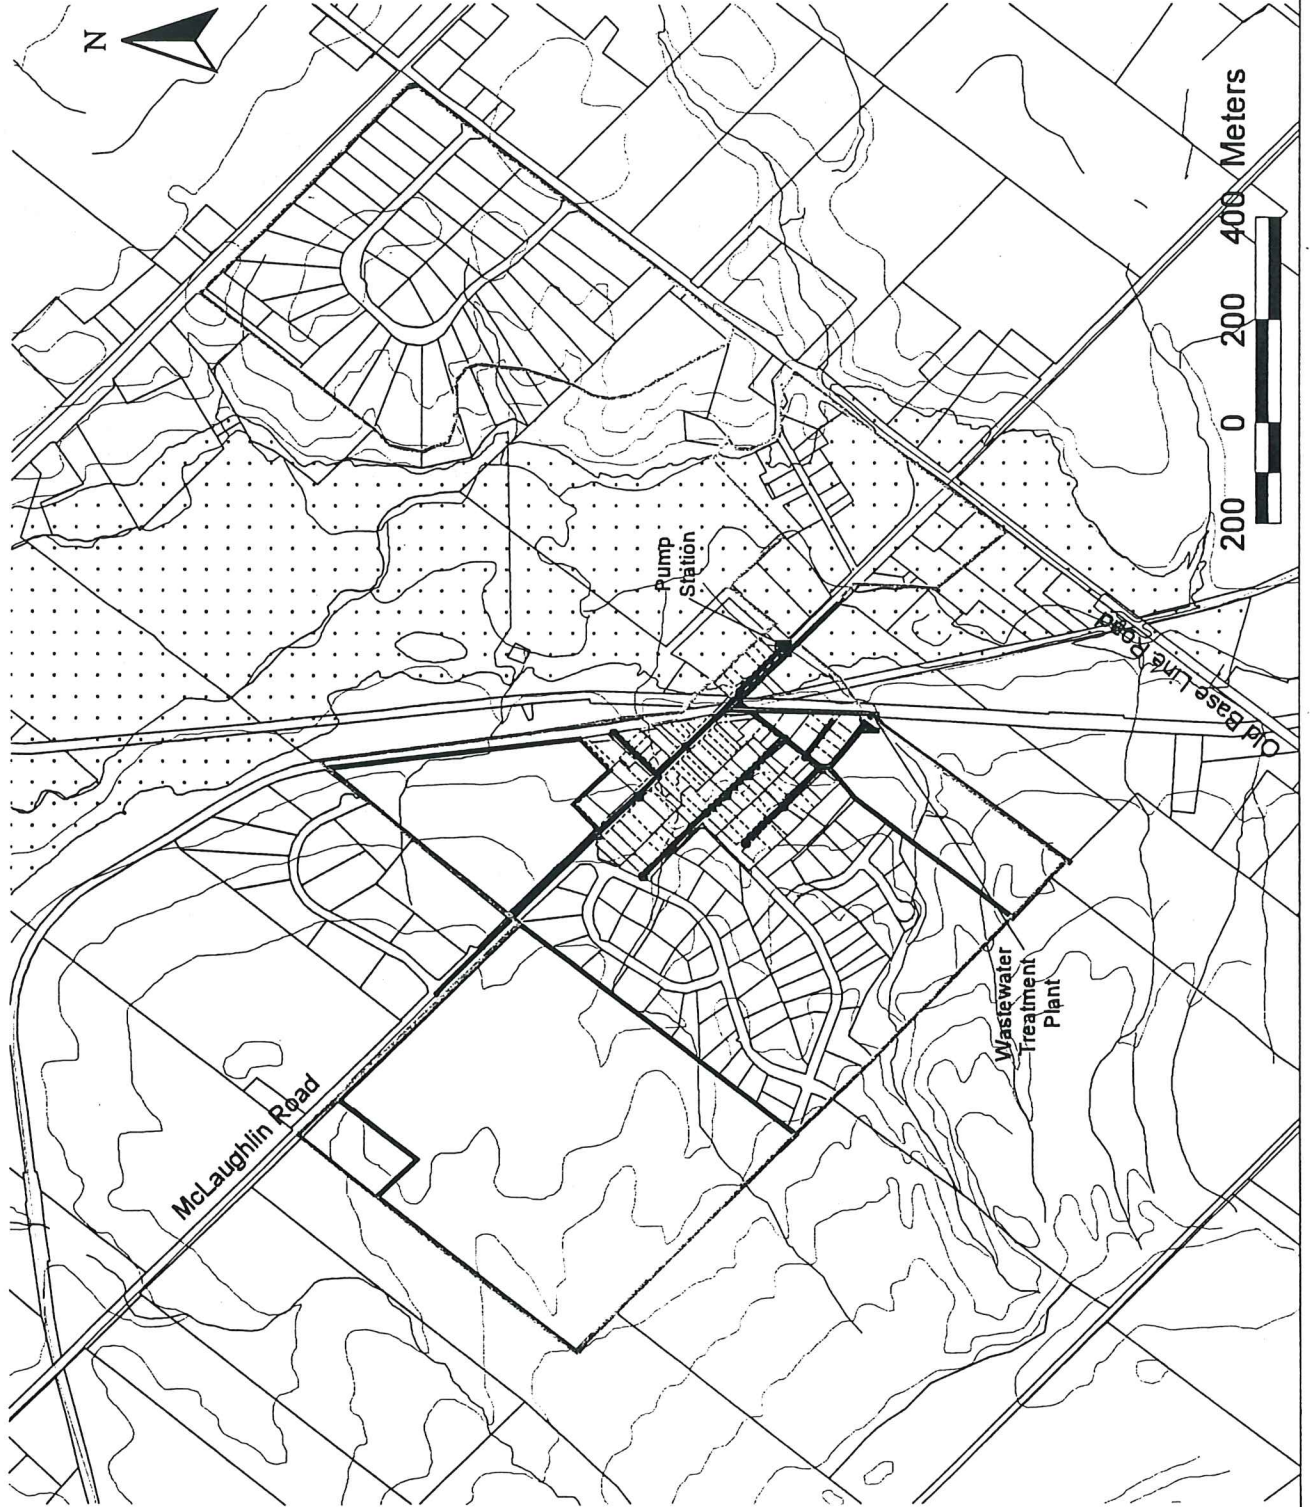 N
McLaughlin Road
Pump
Station
Wastewater
Treatment
Plant
Old Base Line Road
200 0 200 400 Meters